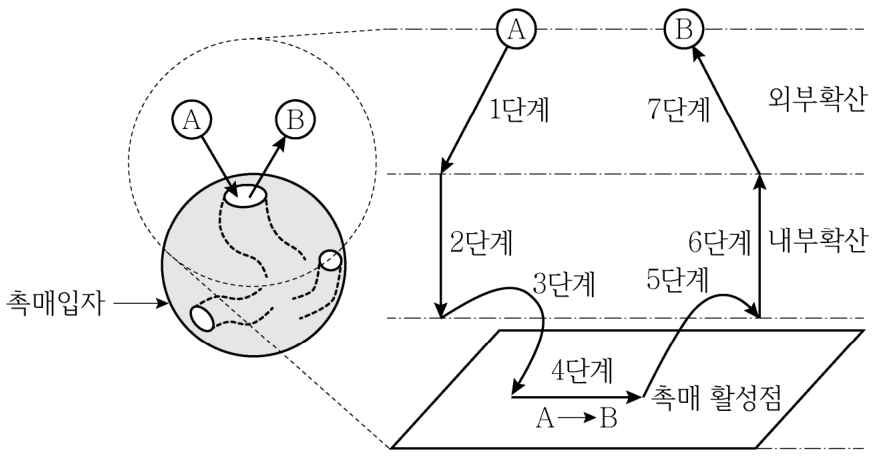 A B
외부확산
1단계 7단계
A B
2단계 6단계 내부확산
3단계 5단계
촉매입자
4단계
촉매 활성점
A → B